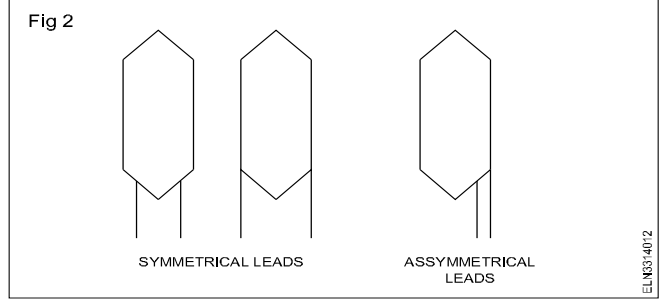 Fig 2
SYMMETRICAL LEADS
ASSYMMETRICAL
LEADS
ELN3314012